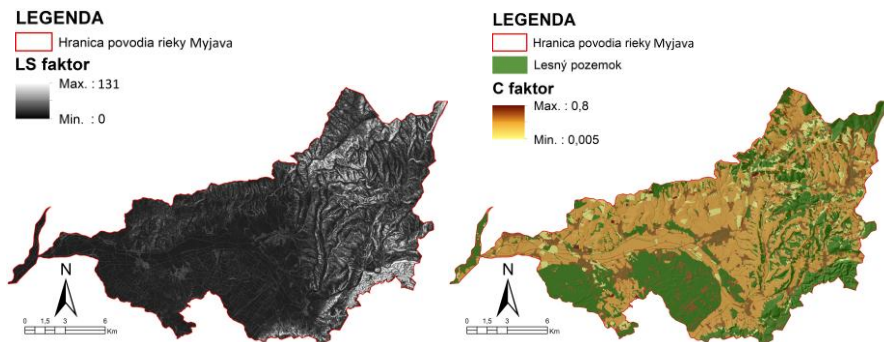 LEGENDA
Hranica povodia rieky Myjava
LS faktor
Max. : 131
Min. : 0
N
0 1,5 3 6
Km
LEGENDA
Hranica povodia rieky Myjava
Lesný pozemok
C faktor
Max. : 0,8
Min. : 0,005
N
0 1,5 3 6
Km